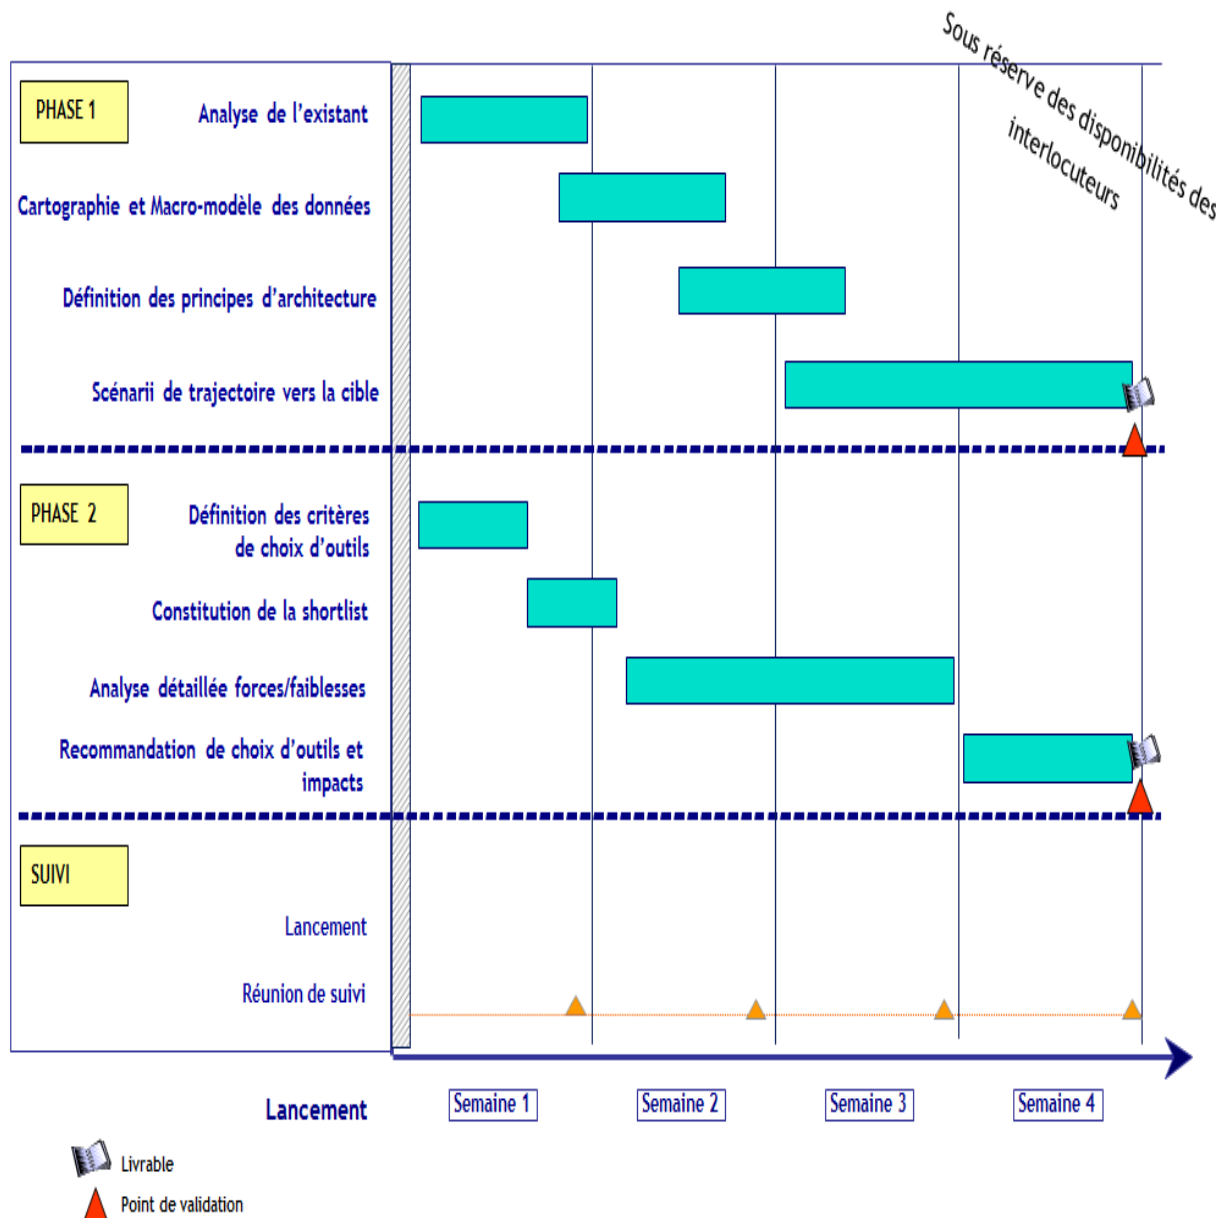 Sous réserve des disponibilités des
interlocuteurs
PHASE 1
Analyse de l'existant
Cartographie et Macro-modèle des données
Définition des principes d'architecture
Scénarii de trajectoire vers la cible
PHASE 2
Définition des critères
de choix d'outils
Constitution de la shortlist
Analyse détaillée forces/faiblesses
Recommandation de choix d'outils et
impacts
SUIVI
Lancement
Réunion de suivi
Lancement
Semaine 1
Semaine 2
Semaine 3
Semaine 4
Livrable
Point de validation